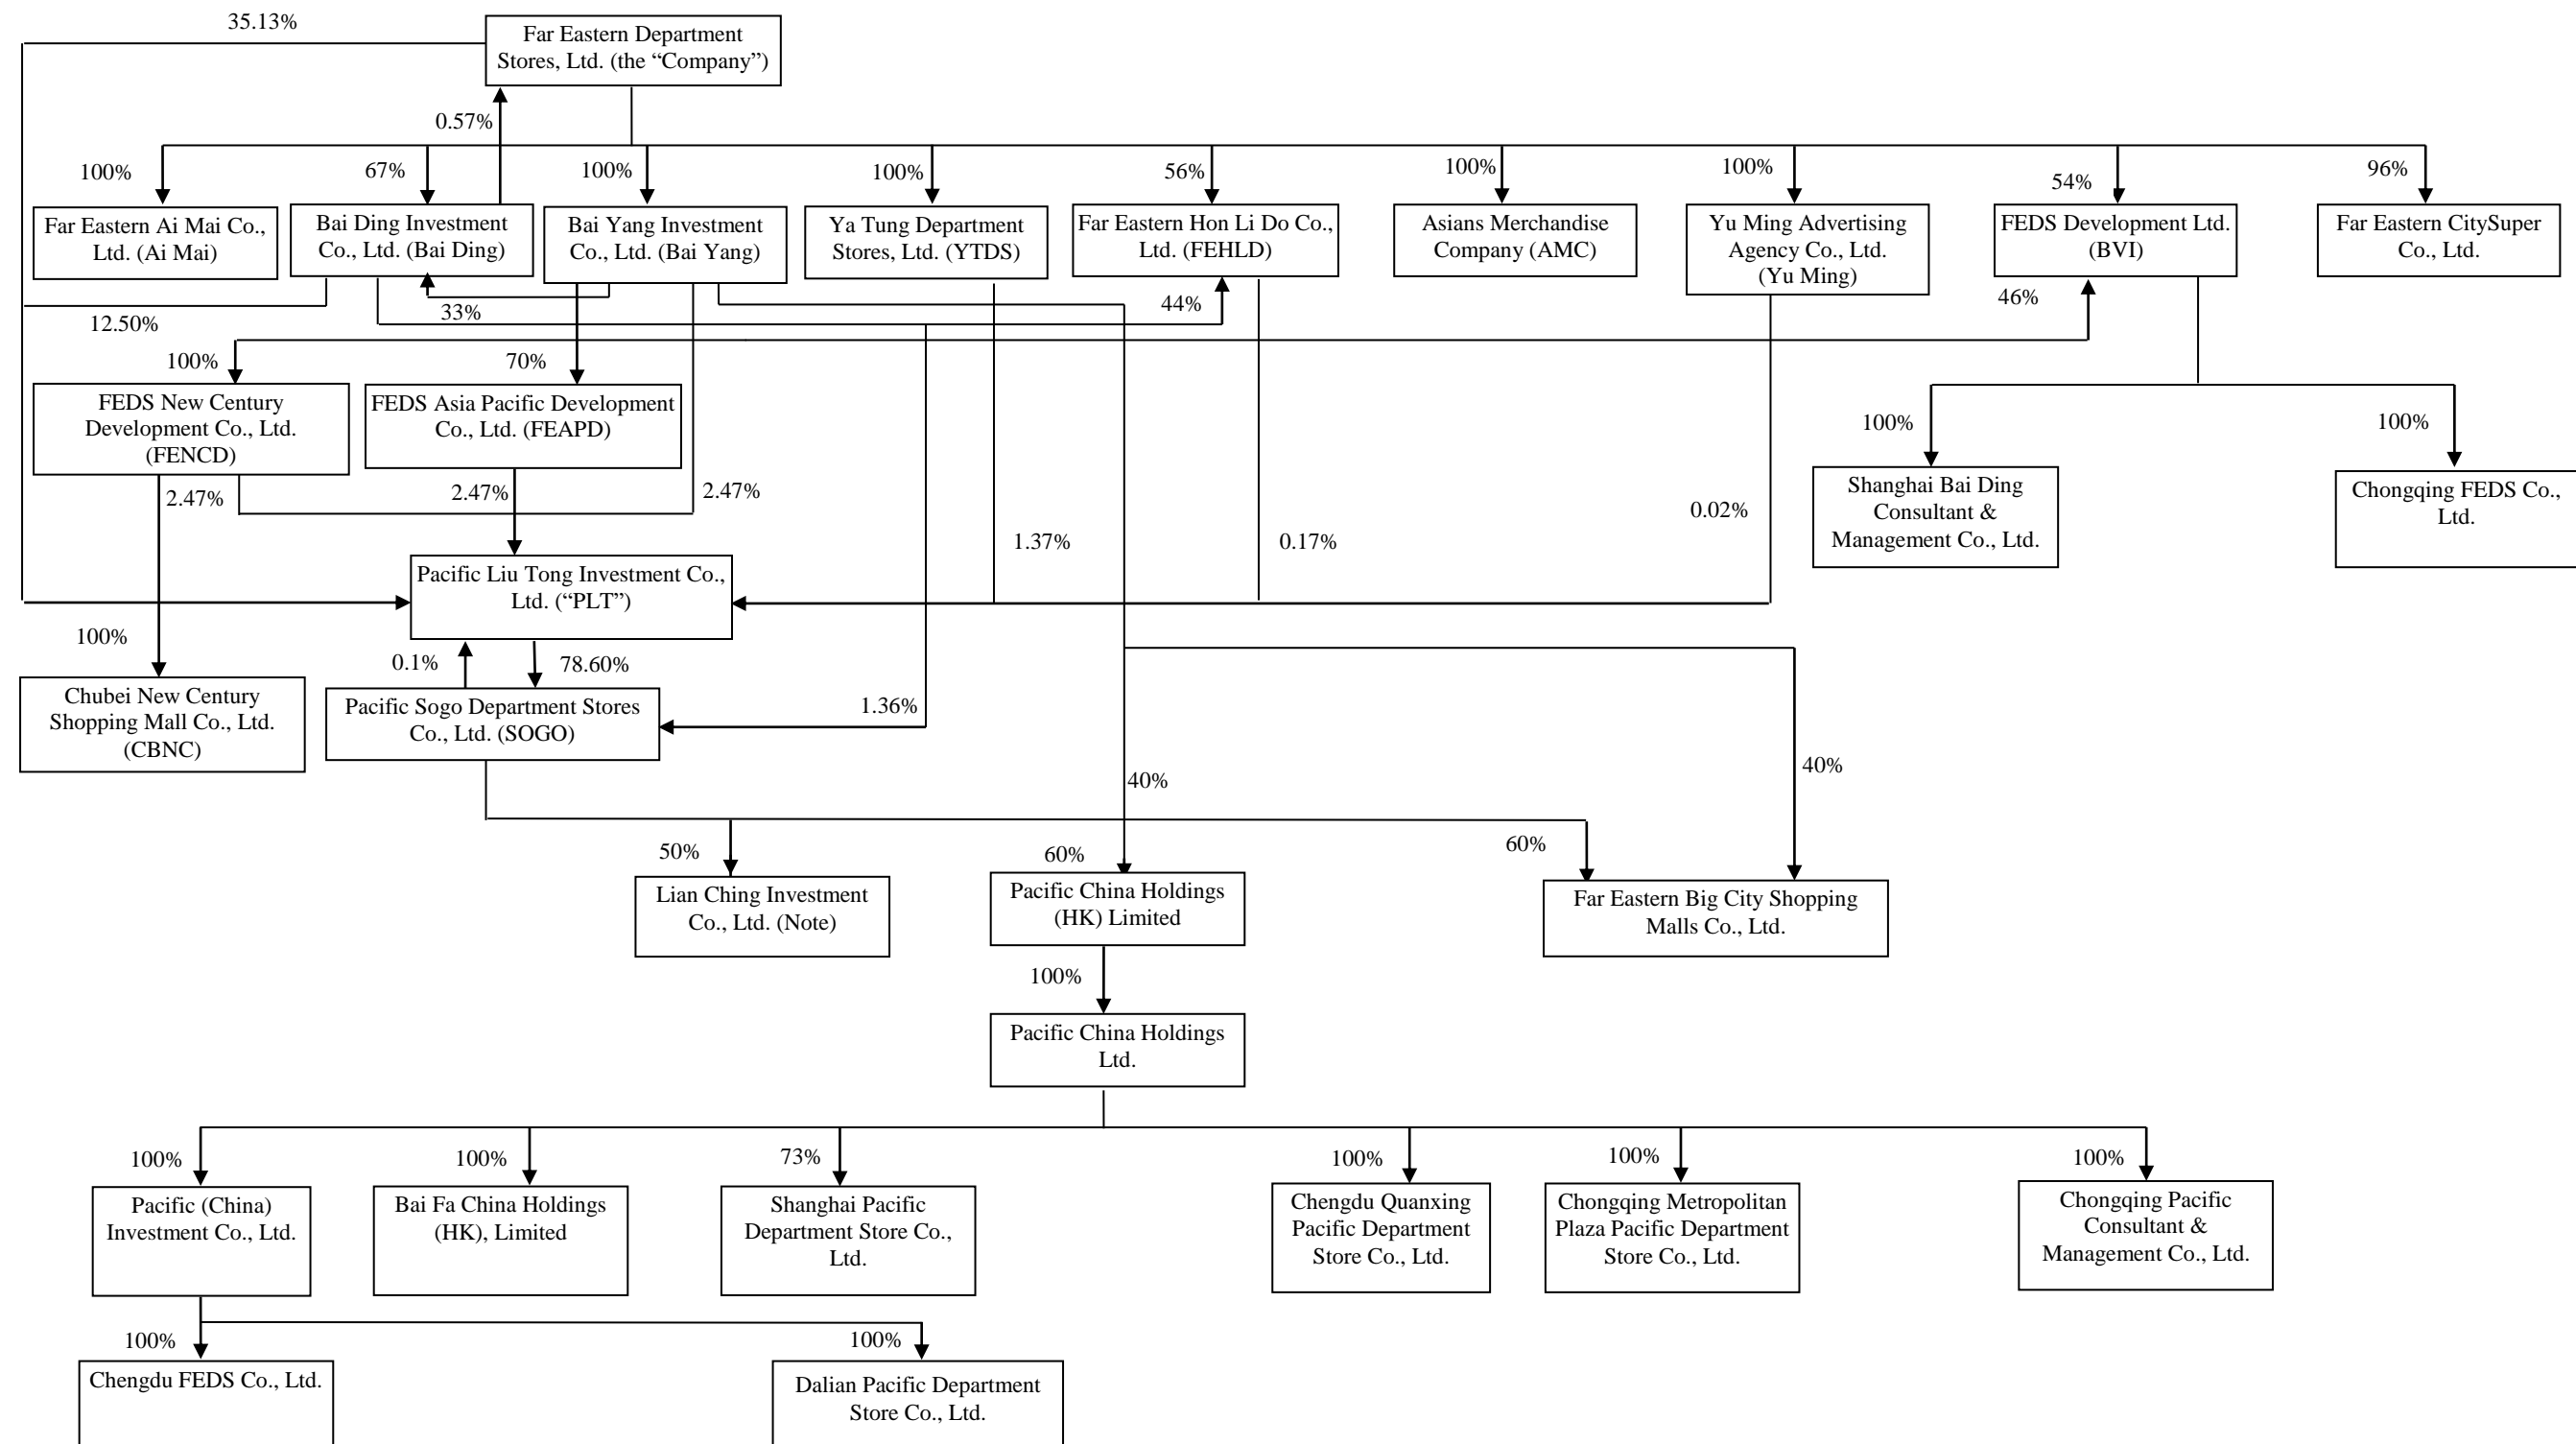 35.13%
Far Eastern Department
Stores, Ltd. (the “Company”)
0.57%
100%
67%
100%
100%
56%
100%
100%
54%
96%
Far Eastern Ai Mai Co.,
Ltd. (Ai Mai)
Bai Ding Investment
Co., Ltd. (Bai Ding)
Bai Yang Investment
Co., Ltd. (Bai Yang)
Ya Tung Department
Stores, Ltd. (YTDS)
Far Eastern Hon Li Do Co.,
Ltd. (FEHLD)
Asians Merchandise
Company (AMC)
Yu Ming Advertising
Agency Co., Ltd.
(Yu Ming)
FEDS Development Ltd.
(BVI)
Far Eastern CitySuper
Co., Ltd.
12.50%
33%
44%
46%
100%
70%
FEDS New Century
Development Co., Ltd.
(FENCD)
FEDS Asia Pacific Development
Co., Ltd. (FEAPD)
100%
100%
2.47%
2.47%
2.47%
Shanghai Bai Ding
Consultant &
Management Co., Ltd.
Chongqing FEDS Co.,
Ltd.
1.37%
0.17%
0.02%
Pacific Liu Tong Investment Co.,
Ltd. (“PLT”)
100%
0.1%
78.60%
Chubei New Century
Shopping Mall Co., Ltd.
(CBNC)
Pacific Sogo Department Stores
Co., Ltd. (SOGO)
1.36%
40%
40%
50%
60%
60%
Lian Ching Investment
Co., Ltd. (Note)
Pacific China Holdings
(HK) Limited
Far Eastern Big City Shopping
Malls Co., Ltd.
100%
Pacific China Holdings
Ltd.
100%
100%
73%
100%
100%
100%
Pacific (China)
Investment Co., Ltd.
Bai Fa China Holdings
(HK), Limited
Shanghai Pacific
Department Store Co.,
Ltd.
Chengdu Quanxing
Pacific Department
Store Co., Ltd.
Chongqing Metropolitan
Plaza Pacific Department
Store Co., Ltd.
Chongqing Pacific
Consultant &
Management Co., Ltd.
100%
100%
Chengdu FEDS Co., Ltd.
Dalian Pacific Department
Store Co., Ltd.